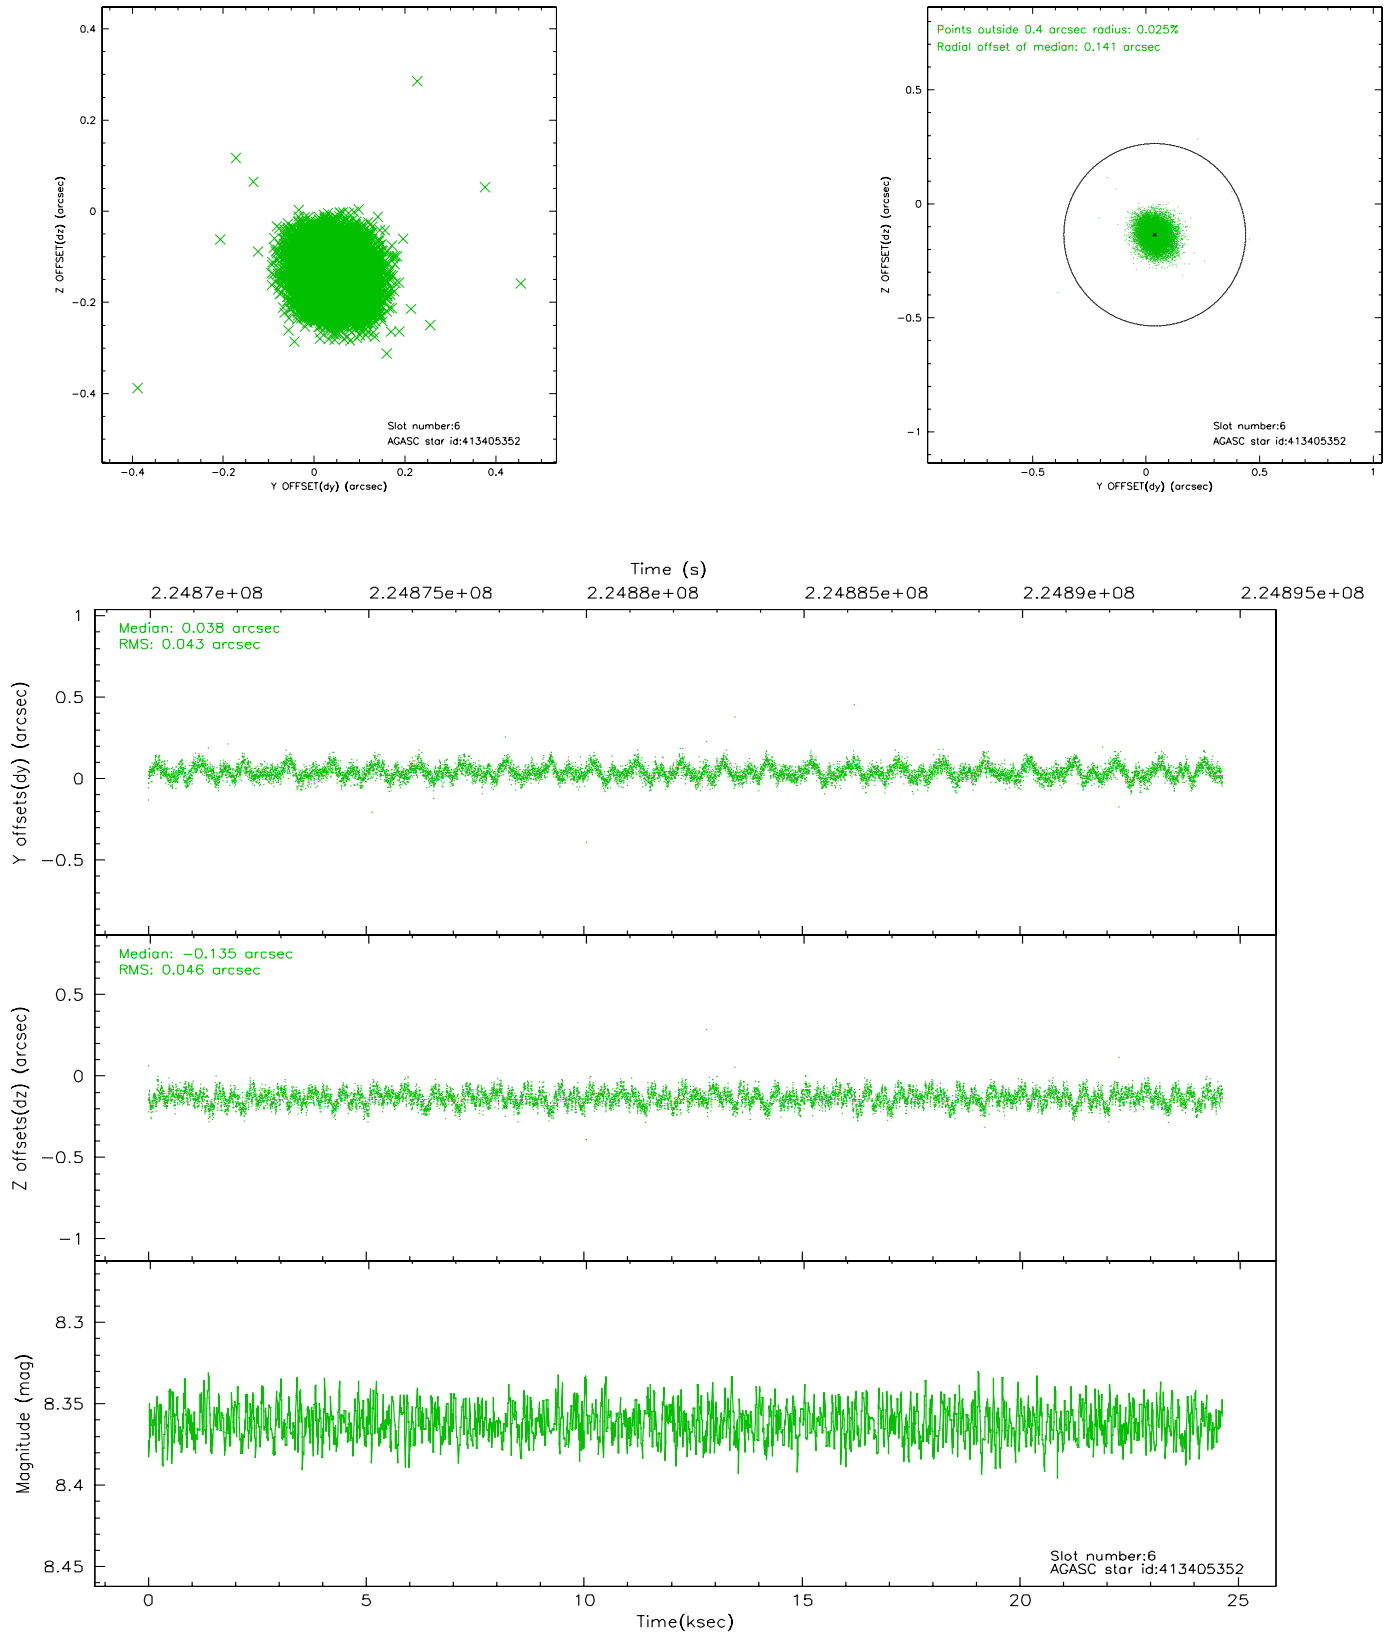 0.4
0.2
0
−0.2
−0.4
Z OFFSET(dz) (arcsec)
Slot number:6
AGASC star id:413405352
−0.4 −0.2 0 0.2 0.4
Y OFFSET(dy) (arcsec)
Points outside 0.4 arcsec radius: 0.025%
Radial offset of median: 0.141 arcsec
0.5
0
−0.5
−1
Z OFFSET(dz) (arcsec)
Slot number:6
AGASC star id:413405352
−0.5 0 0.5 1
Y OFFSET(dy) (arcsec)
Time (s)
2.2487e+08 2.24875e+08 2.2488e+08 2.24885e+08 2.2489e+08 2.24895e+08
Median: 0.038 arcsec
RMS: 0.043 arcsec
1
0.5
0
−0.5
Y offsets(dy) (arcsec)
Median: −0.135 arcsec
RMS: 0.046 arcsec
0.5
0
−0.5
−1
Z offsets(dz) (arcsec)
8.3
8.35
8.4
8.45
Magnitude (mag)
Slot number:6
AGASC star id:413405352
0 5 10 15 20 25
Time(ksec)